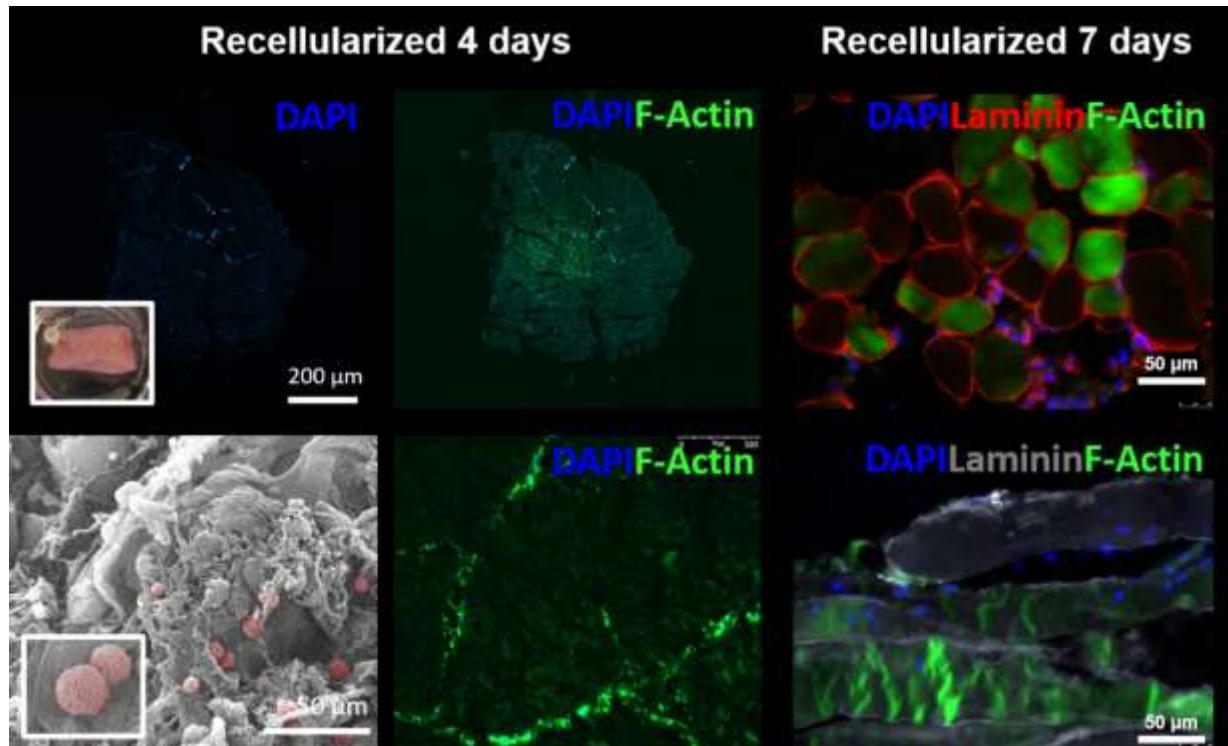 Recellularized 4 days
Recellularized 7 days
DAPI
DAPIF-Actin
DAPILamininF-Actin
200 µm
50 µm
DAPIF-Actin
DAPILamininF-Actin
50 µm
50 µm